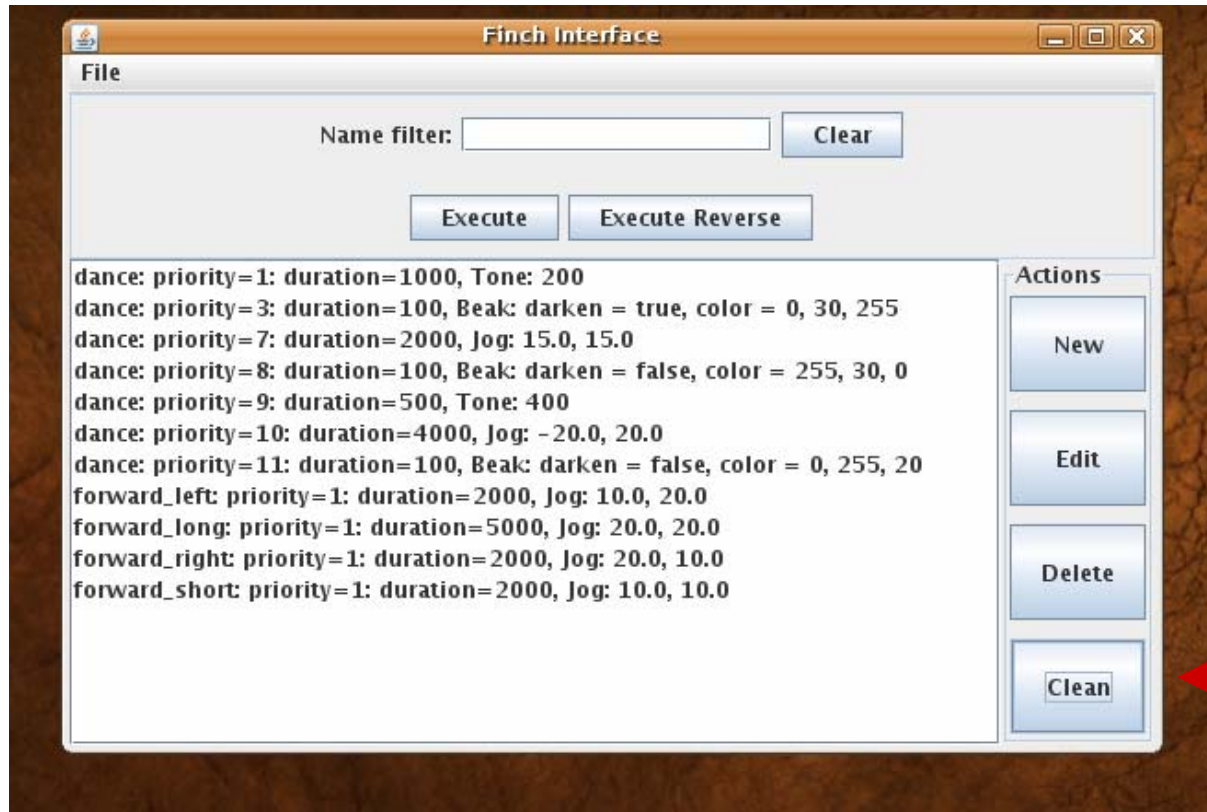 Finch Interface
File
Name filter:
Clear
Execute
Execute Reverse
dance: priority=1: duration=1000, Tone: 200
dance: priority=3: duration=100, Beak: darken = true, color = 0, 30, 255
dance: priority=7: duration=2000, Jog: 15.0, 15.0
dance: priority=8: duration=100, Beak: darken = false, color = 255, 30, 0
dance: priority=9: duration=500, Tone: 400
dance: priority=10: duration=4000, Jog: -20.0, 20.0
dance: priority=11: duration=100, Beak: darken = false, color = 0, 255, 20
forward_left: priority=1: duration=2000, Jog: 10.0, 20.0
forward_long: priority=1: duration=5000, Jog: 20.0, 20.0
forward_right: priority=1: duration=2000, Jog: 20.0, 10.0
forward_short: priority=1: duration=2000, Jog: 10.0, 10.0
Actions
New
Edit
Delete
Clean